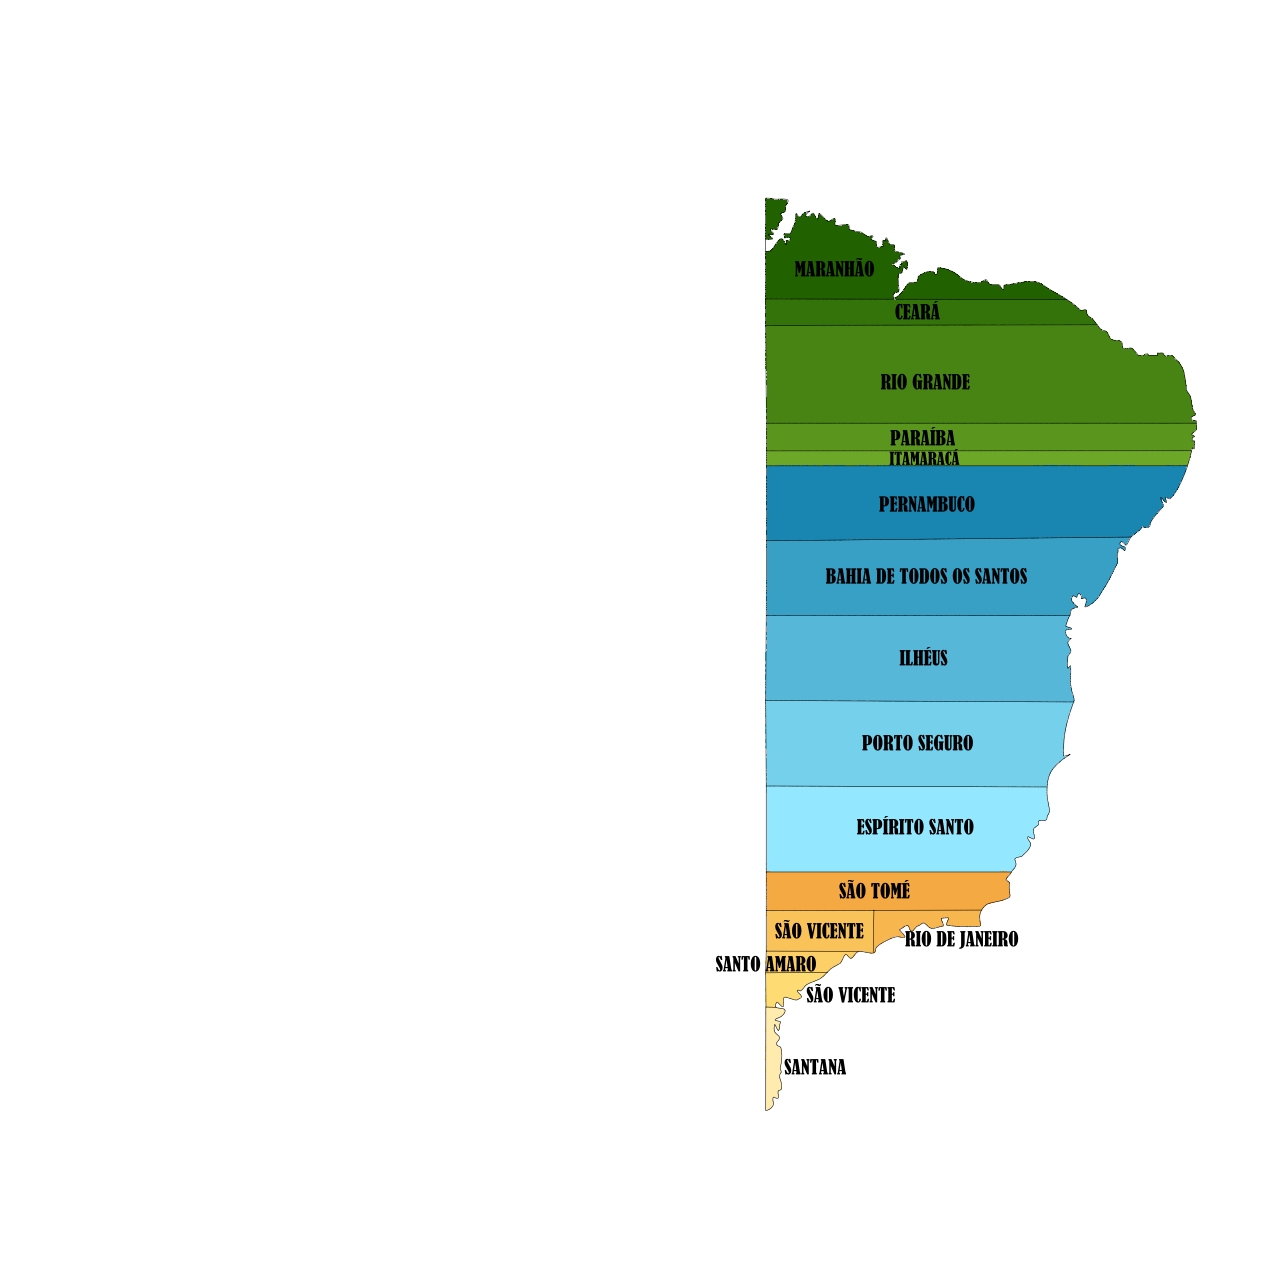 MARANHÃO
CEARÁ
RIO GRANDE
PARAÍBA
ITAMARACÁ
PERNAMBUCO
BAHIA DE TODOS OS SANTOS
ILHÉUS
PORTO SEGURO
ESPÍRITO SANTO
SÃO TOMÉ
SÃO VICENTE
RIO DE JANEIRO
SANTO AMARO
SÃO VICENTE
SANTANA